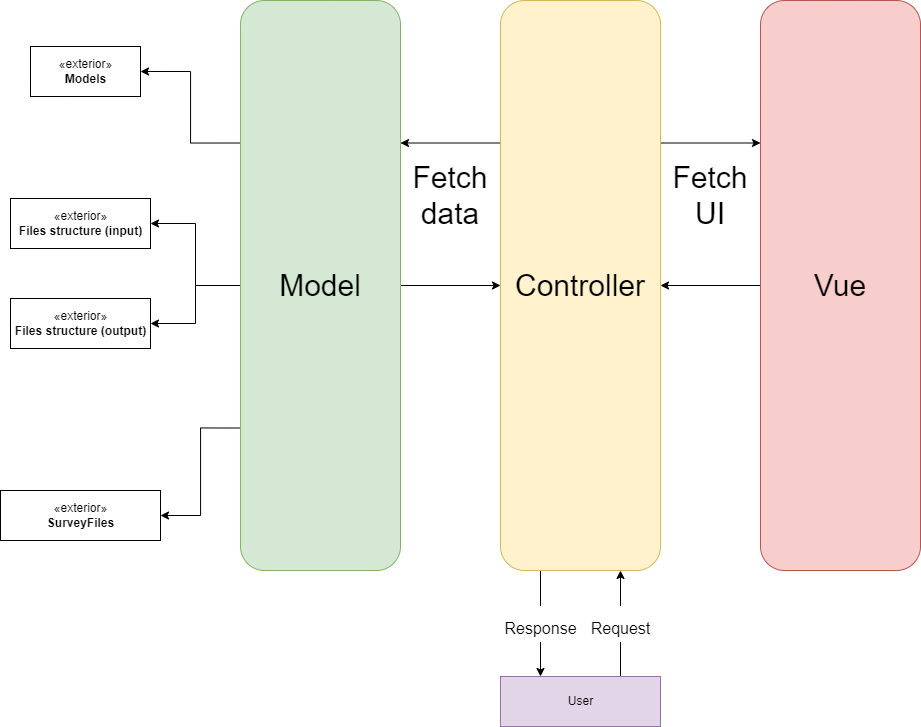 «exterior»
Models
Fetch
data
Fetch
UI
«exterior»
Files structure (input)
Model
Controller
Vue
«exterior»
Files structure (output)
«exterior»
SurveyFiles
Response
Request
User